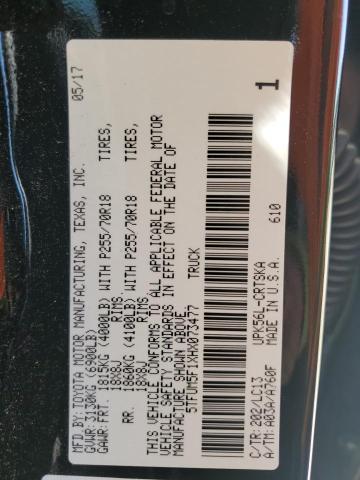 MFD.BY: TOYOTA MOTOR MANUFACTURING, TEXAS, INC. 05/17
GVWR: 3130KG (6900LB)
GAWR: FRT. 1815KG (4000LB) WITH P255/70R18 TIRES,
18X8J RIMS
RR. 1860KG (4100LB) WITH P255/70R18 TIRES,
18X8J RIMS
THIS VEHICLE CONFORMS TO ALL APPLICABLE FEDERAL MOTOR
VEHICLE SAFETY STANDARDS IN EFFECT ON THE DATE OF
MANUFACTURE SHOWN ABOVE.
5TFUW5F1XHX673477 TRUCK
UPK56L-CRTSKA 610 1
C/TR: 202/LC13
A/TM: A03A/A760F MADE IN U.S.A.